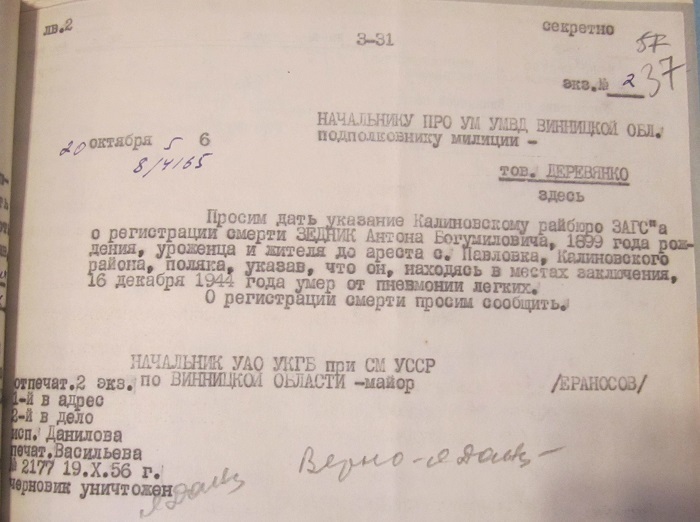 лв.2
секретно
3-31
57
37
экз.№ 2
НАЧАЛЬНИКУ ПРО УМ УМВД ВИННИЦКОЙ ОБЛ.
подполковнику милиции -
20 октября 5 6
8/4165
тов. ДЕРЕВЯНКО
здесь
Просим дать указание Калиновскому райбюро ЗАГС"а
о регистрации смерти ЗЕДНИК Антона Богумиловича, 1899 года рож-
дения, уроженца и жителя до ареста с. Павловка, Калиновского
района, поляка, указав, что он, находясь в местах заключения,
16 декабря 1944 года умер от пневмонии легких.
О регистрации смерти просим сообщить.
НАЧАЛЬНИК УАО УКГБ при СМ УССР
по ВИННИЦКОЙ ОБЛАСТИ -майор /ЕРАНОСОВ/
отпечат.2 экз.
1-й в адрес
2-й в дело
исп. Данилова
печат.Васильева
№ 2177 19.X.56 г.
черновик уничтожен
Верно -